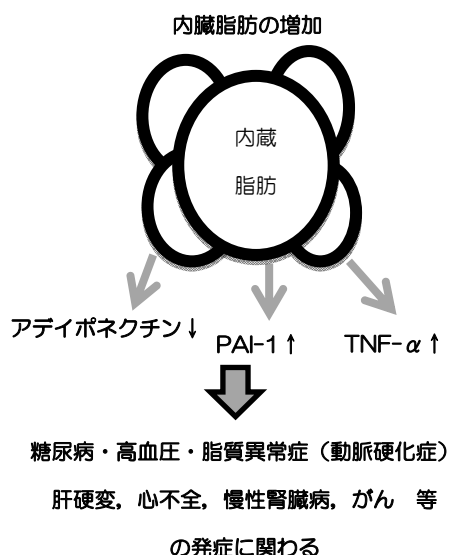 内臓脂肪の増加
内蔵
脂肪
アデイポネクチン↓
PAI-1↑
TNF-α↑
糖尿病・高血圧・脂質異常症（動脈硬化症）
肝硬変，心不全，慢性腎臓病，がん　等
の発症に関わる